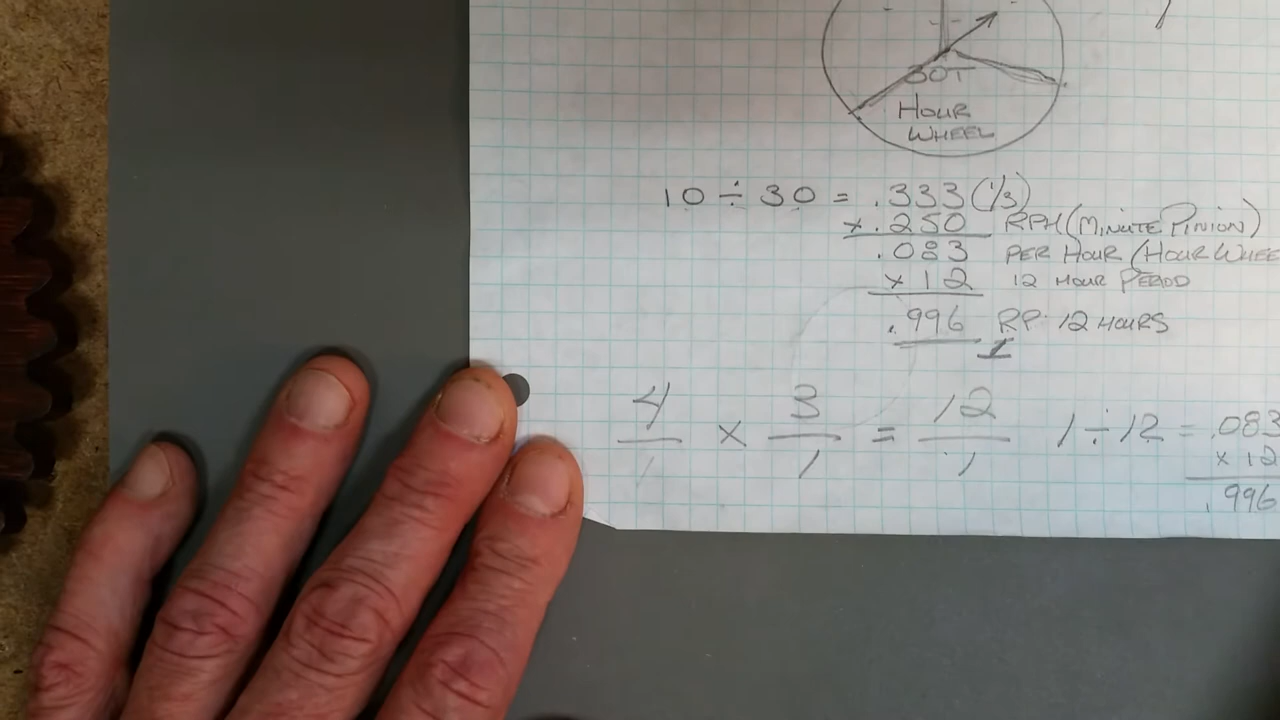 30T
HOUR
WHEEL
10 ÷ 30 = .333 (1/3)
x .250 RPH (MINUTE PINION)
.083 PER HOUR (HOUR WHEE
x 12 12 HOUR PERIOD
.996 RP 12 HOURS
1
4/1 x 3/1 = 12/1 1 ÷ 12 = .083
x 12
.996